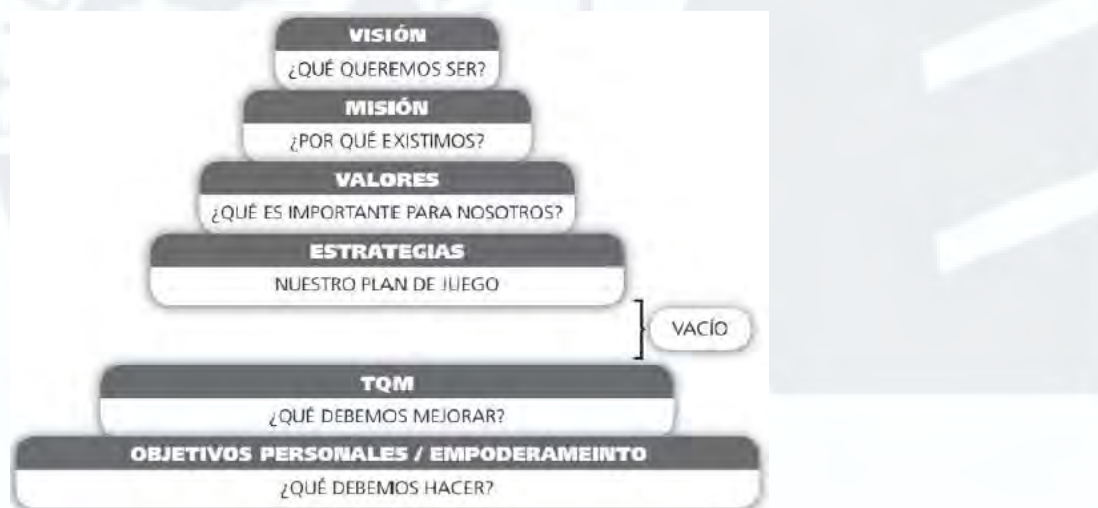 VISIÓN
¿QUÉ QUEREMOS SER?
MISIÓN
¿POR QUÉ EXISTIMOS?
VALORES
¿QUÉ ES IMPORTANTE PARA NOSOTROS?
ESTRATEGIAS
NUESTRO PLAN DE JUEGO
VACÍO
TQM
¿QUÉ DEBEMOS MEJORAR?
OBJETIVOS PERSONALES / EMPODERAMEINTO
¿QUÉ DEBEMOS HACER?